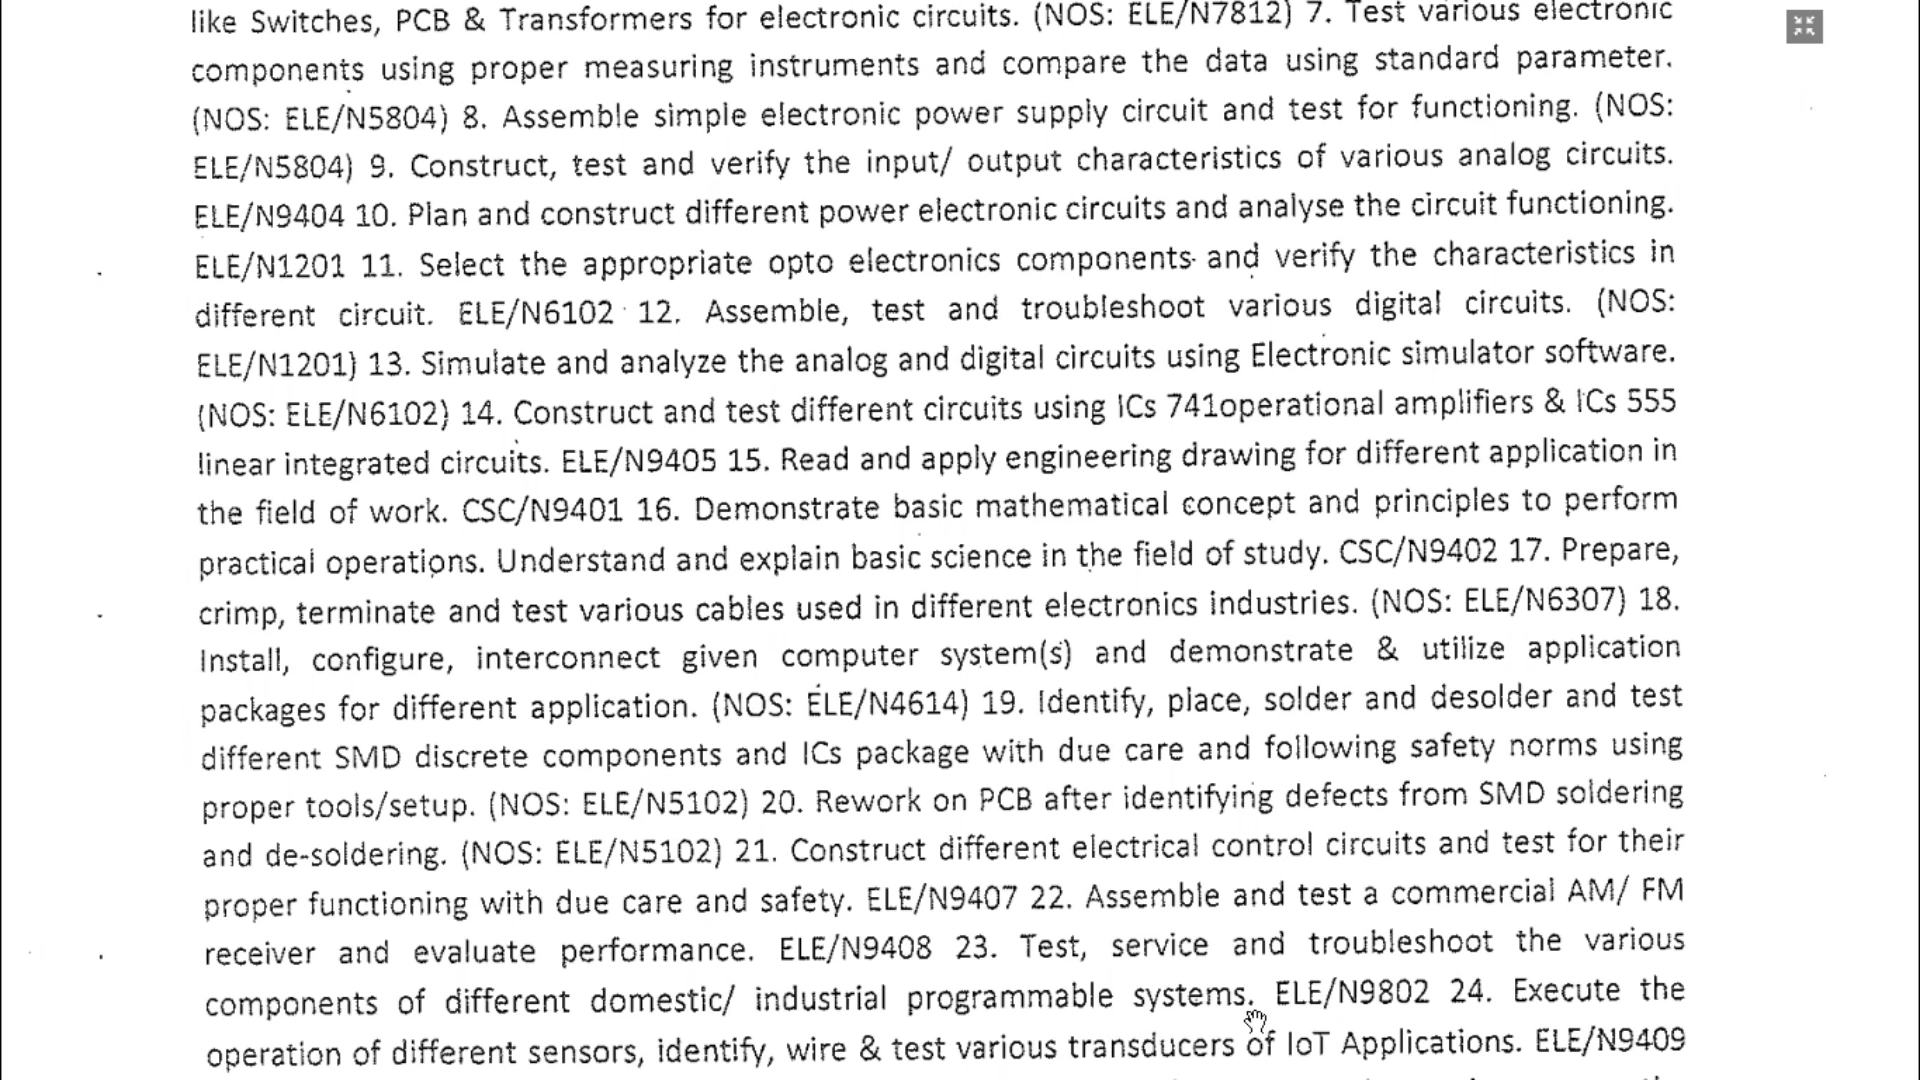 like Switches, PCB & Transformers for electronic circuits. (NOS: ELE/N7812) 7. Test various electronic
components using proper measuring instruments and compare the data using standard parameter.
(NOS: ELE/N5804) 8. Assemble simple electronic power supply circuit and test for functioning. (NOS:
ELE/N5804) 9. Construct, test and verify the input/ output characteristics of various analog circuits.
ELE/N9404 10. Plan and construct different power electronic circuits and analyse the circuit functioning.
ELE/N1201 11. Select the appropriate opto electronics components and verify the characteristics in
different circuit. ELE/N6102 12. Assemble, test and troubleshoot various digital circuits. (NOS:
ELE/N1201) 13. Simulate and analyze the analog and digital circuits using Electronic simulator software.
(NOS: ELE/N6102) 14. Construct and test different circuits using ICs 741operational amplifiers & ICs 555
linear integrated circuits. ELE/N9405 15. Read and apply engineering drawing for different application in
the field of work. CSC/N9401 16. Demonstrate basic mathematical concept and principles to perform
practical operations. Understand and explain basic science in the field of study. CSC/N9402 17. Prepare,
crimp, terminate and test various cables used in different electronics industries. (NOS: ELE/N6307) 18.
Install, configure, interconnect given computer system(s) and demonstrate & utilize application
packages for different application. (NOS: ELE/N4614) 19. Identify, place, solder and desolder and test
different SMD discrete components and ICs package with due care and following safety norms using
proper tools/setup. (NOS: ELE/N5102) 20. Rework on PCB after identifying defects from SMD soldering
and de-soldering. (NOS: ELE/N5102) 21. Construct different electrical control circuits and test for their
proper functioning with due care and safety. ELE/N9407 22. Assemble and test a commercial AM/ FM
receiver and evaluate performance. ELE/N9408 23. Test, service and troubleshoot the various
components of different domestic/ industrial programmable systems. ELE/N9802 24. Execute the
operation of different sensors, identify, wire & test various transducers of IoT Applications. ELE/N9409